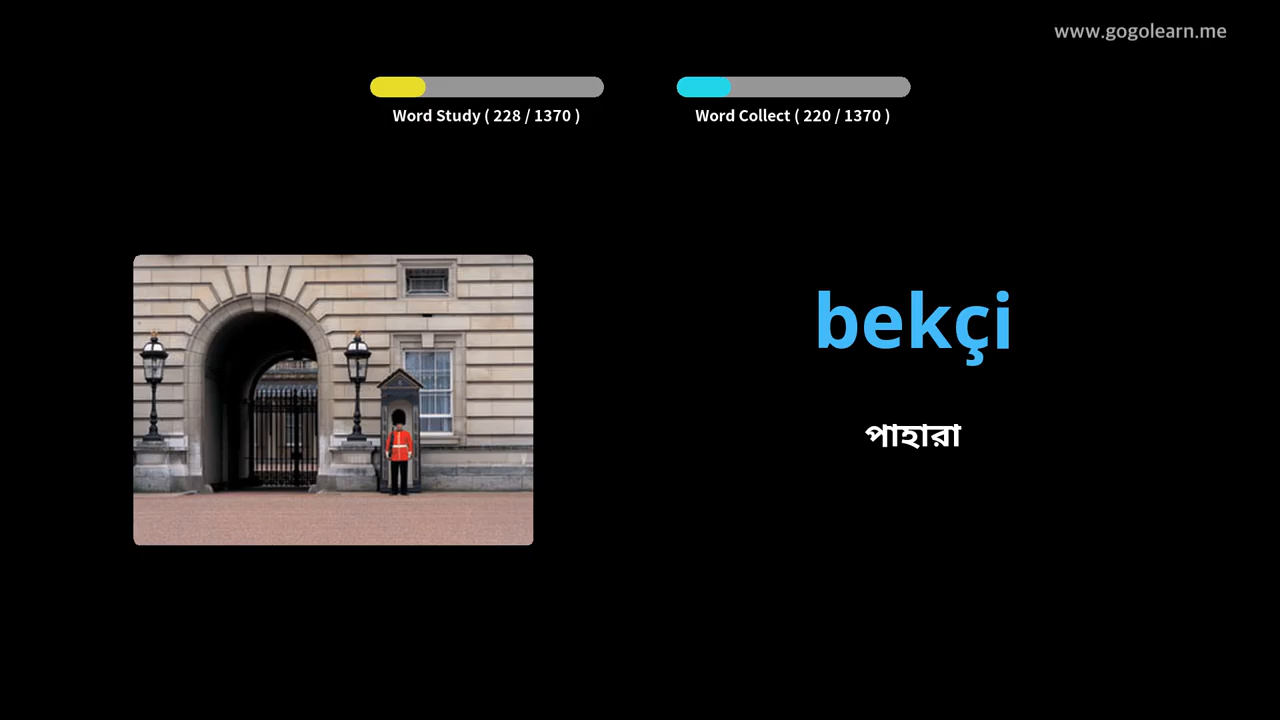 www.gogolearn.me
Word Study ( 228 / 1370 )
Word Collect ( 220 / 1370 )
bekçi
পাহারা